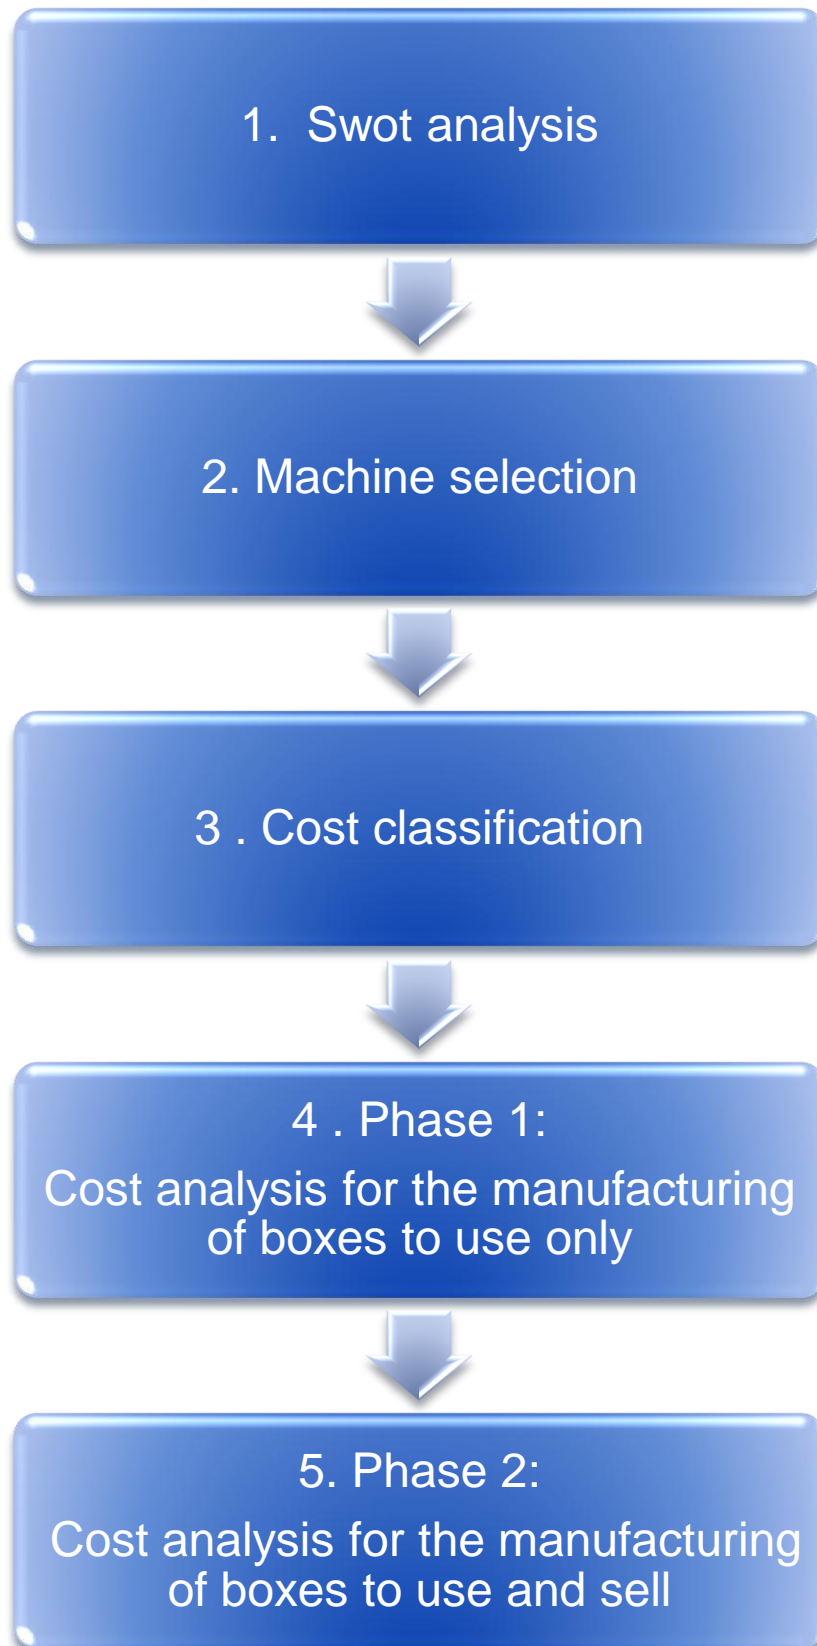 1.  Swot analysis
2. Machine selection
3 . Cost classification
4 . Phase 1:
Cost analysis for the manufacturing
of boxes to use only
5. Phase 2:
Cost analysis for the manufacturing
of boxes to use and sell